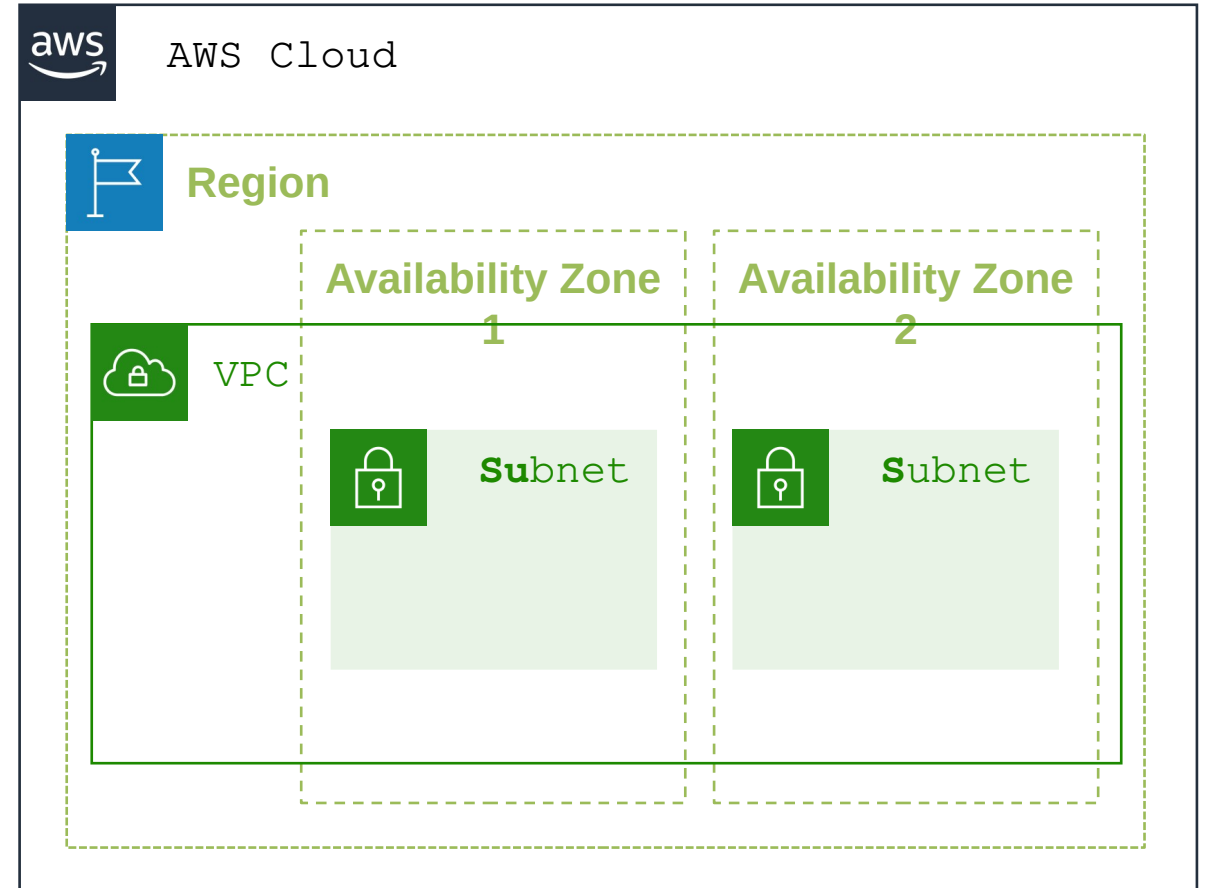 aws
AWS Cloud
Region
Availability Zone
1
Availability Zone
2
VPC
Subnet
Subnet